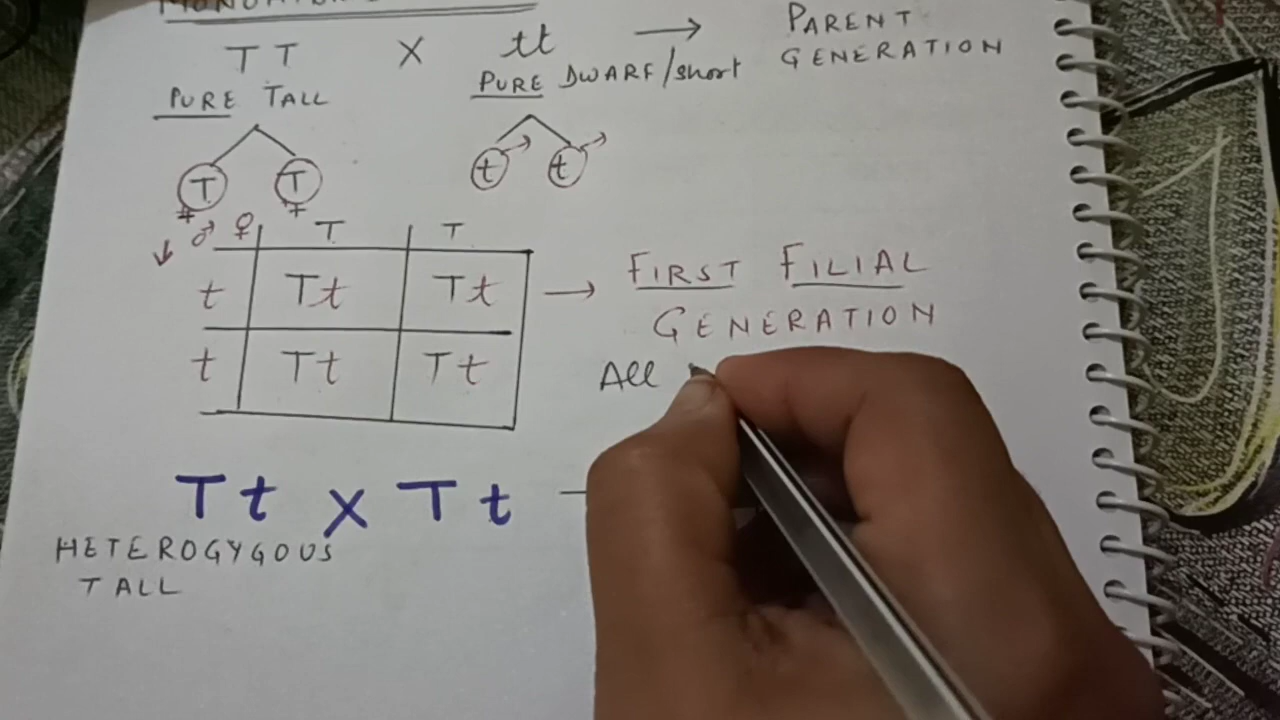 TT X tt → PARENT GENERATION
PURE TALL PURE DWARF/short
T T t t
♂ ♀ T T
t Tt Tt → FIRST FILIAL GENERATION
t Tt Tt All
Tt X Tt
HETEROGYGOUS
TALL